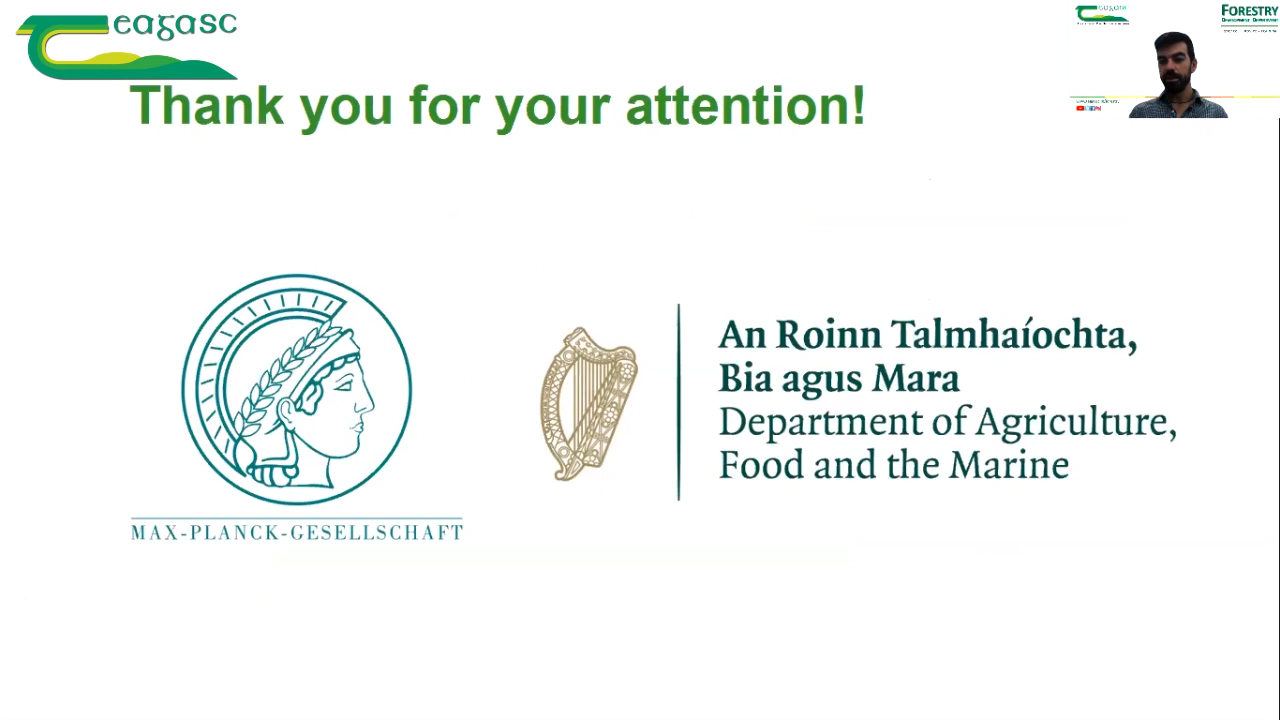 Teagasc
Thank you for your attention!
FORESTRY
MAX-PLANCK-GESELLSCHAFT
An Roinn Talmhaíochta,
Bia agus Mara
Department of Agriculture,
Food and the Marine